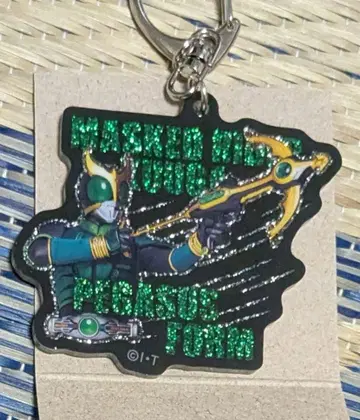 MASKED RIDER
KUUGA
PEGASUS
FORM
©I・T